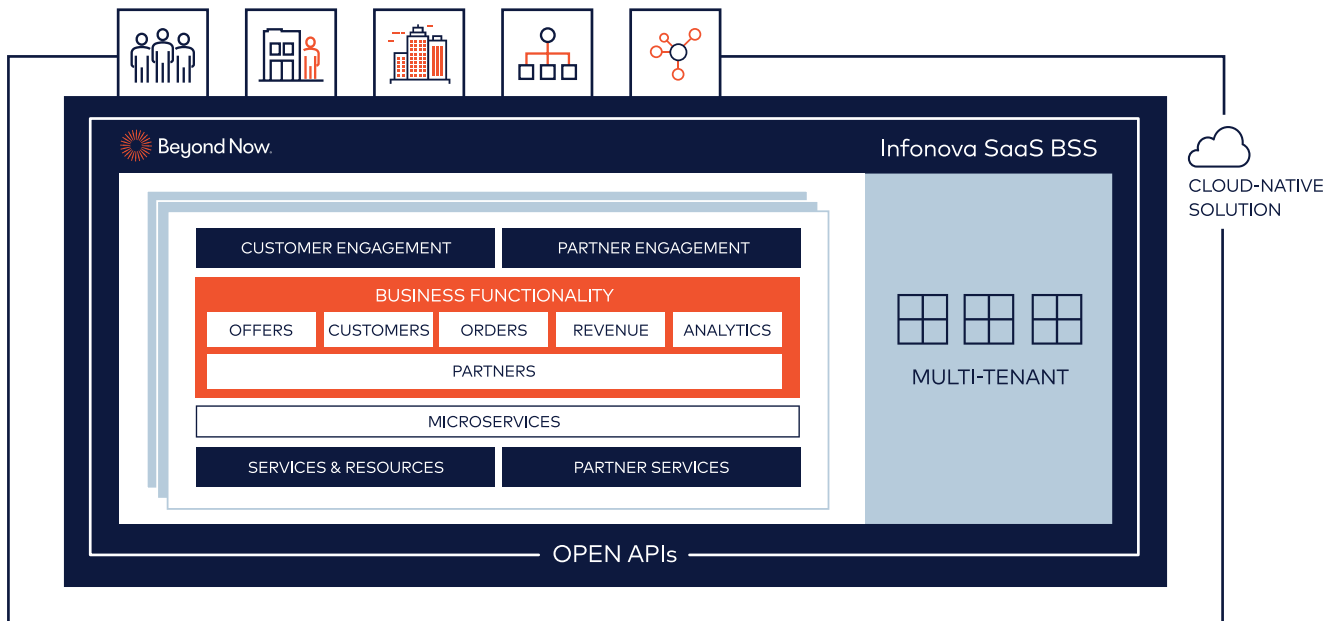 Beyond Now.
Infonova SaaS BSS
CLOUD-NATIVE
SOLUTION
CUSTOMER ENGAGEMENT
PARTNER ENGAGEMENT
BUSINESS FUNCTIONALITY
OFFERS
CUSTOMERS
ORDERS
REVENUE
ANALYTICS
PARTNERS
MULTI-TENANT
MICROSERVICES
SERVICES & RESOURCES
PARTNER SERVICES
OPEN APIs